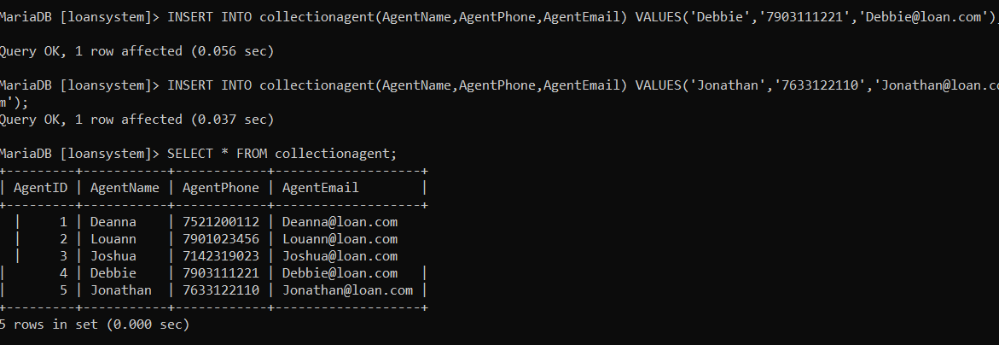 MariaDB [loansystem]> INSERT INTO collectionagent(AgentName,AgentPhone,AgentEmail) VALUES('Debbie','7903111221','Debbie@loan.com')
Query OK, 1 row affected (0.056 sec)
MariaDB [loansystem]> INSERT INTO collectionagent(AgentName,AgentPhone,AgentEmail) VALUES('Jonathan','7633122110','Jonathan@loan.co
m');
Query OK, 1 row affected (0.037 sec)
MariaDB [loansystem]> SELECT * FROM collectionagent;
+---------+-----------+------------+-------------------+
| AgentID | AgentName | AgentPhone | AgentEmail        |
+---------+-----------+------------+-------------------+
  |     1 | Deanna    | 7521200112 | Deanna@loan.com
  |     2 | Louann    | 7901023456 | Louann@loan.com
  |     3 | Joshua    | 7142319023 | Joshua@loan.com
|       4 | Debbie    | 7903111221 | Debbie@loan.com   |
|       5 | Jonathan  | 7633122110 | Jonathan@loan.com |
+---------+-----------+------------+-------------------+
5 rows in set (0.000 sec)